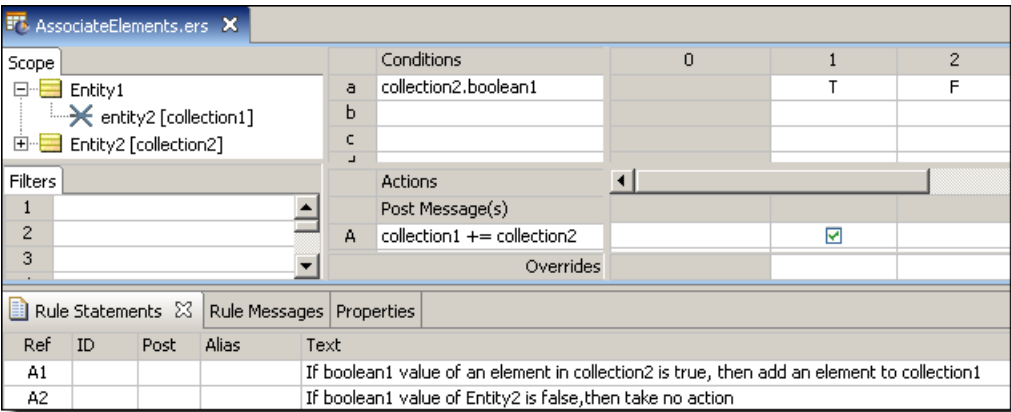 AssociateElements.ers
Scope
Entity1
entity2 [collection1]
Entity2 [collection2]
Filters
1
2
3
Conditions 0 1 2
a collection2.boolean1 T F
b
c
Actions
Post Message(s)
A collection1 += collection2
Overrides
Rule Statements Rule Messages Properties
Ref ID Post Alias Text
A1 If boolean1 value of an element in collection2 is true, then add an element to collection1
A2 If boolean1 value of Entity2 is false,then take no action